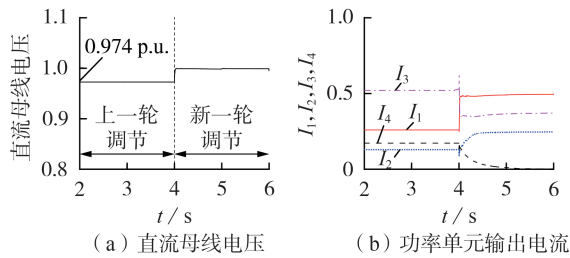 直流母线电压
1.1
1.0
0.9
0.8
0.974 p.u.
上一轮
调节
新一轮
调节
2 3 4 5 6
t / s
(a) 直流母线电压
I₁, I₂, I₃, I₄
1.0
0.5
0
I₃
I₄ I₁
I₂
2 3 4 5 6
t / s
(b) 功率单元输出电流